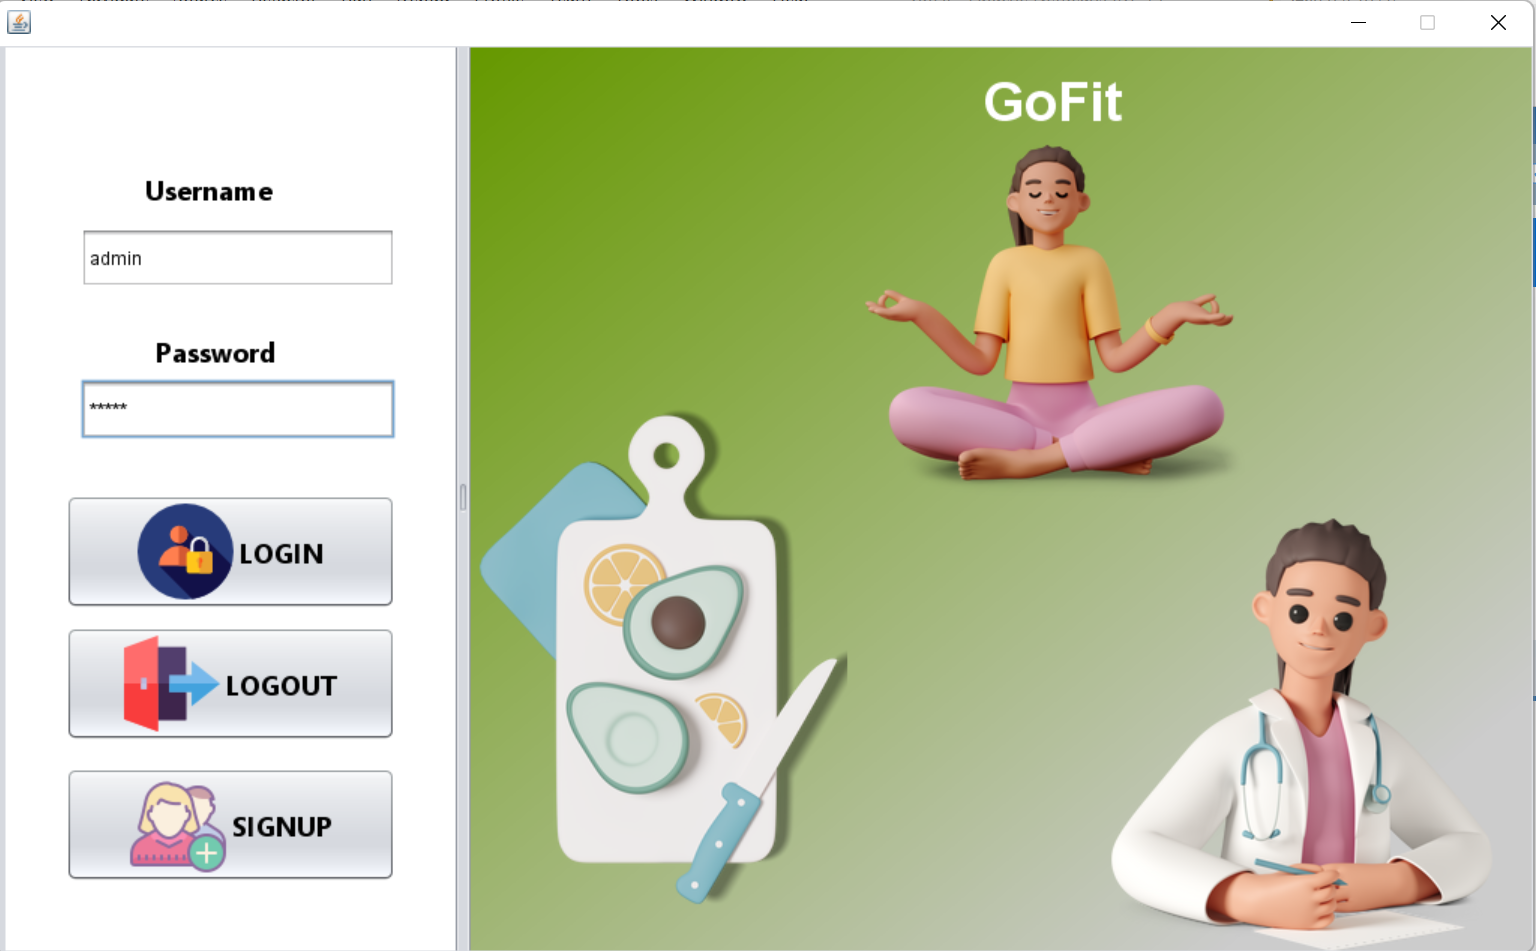 Username
admin
Password
*****
LOGIN
LOGOUT
SIGNUP
GoFit